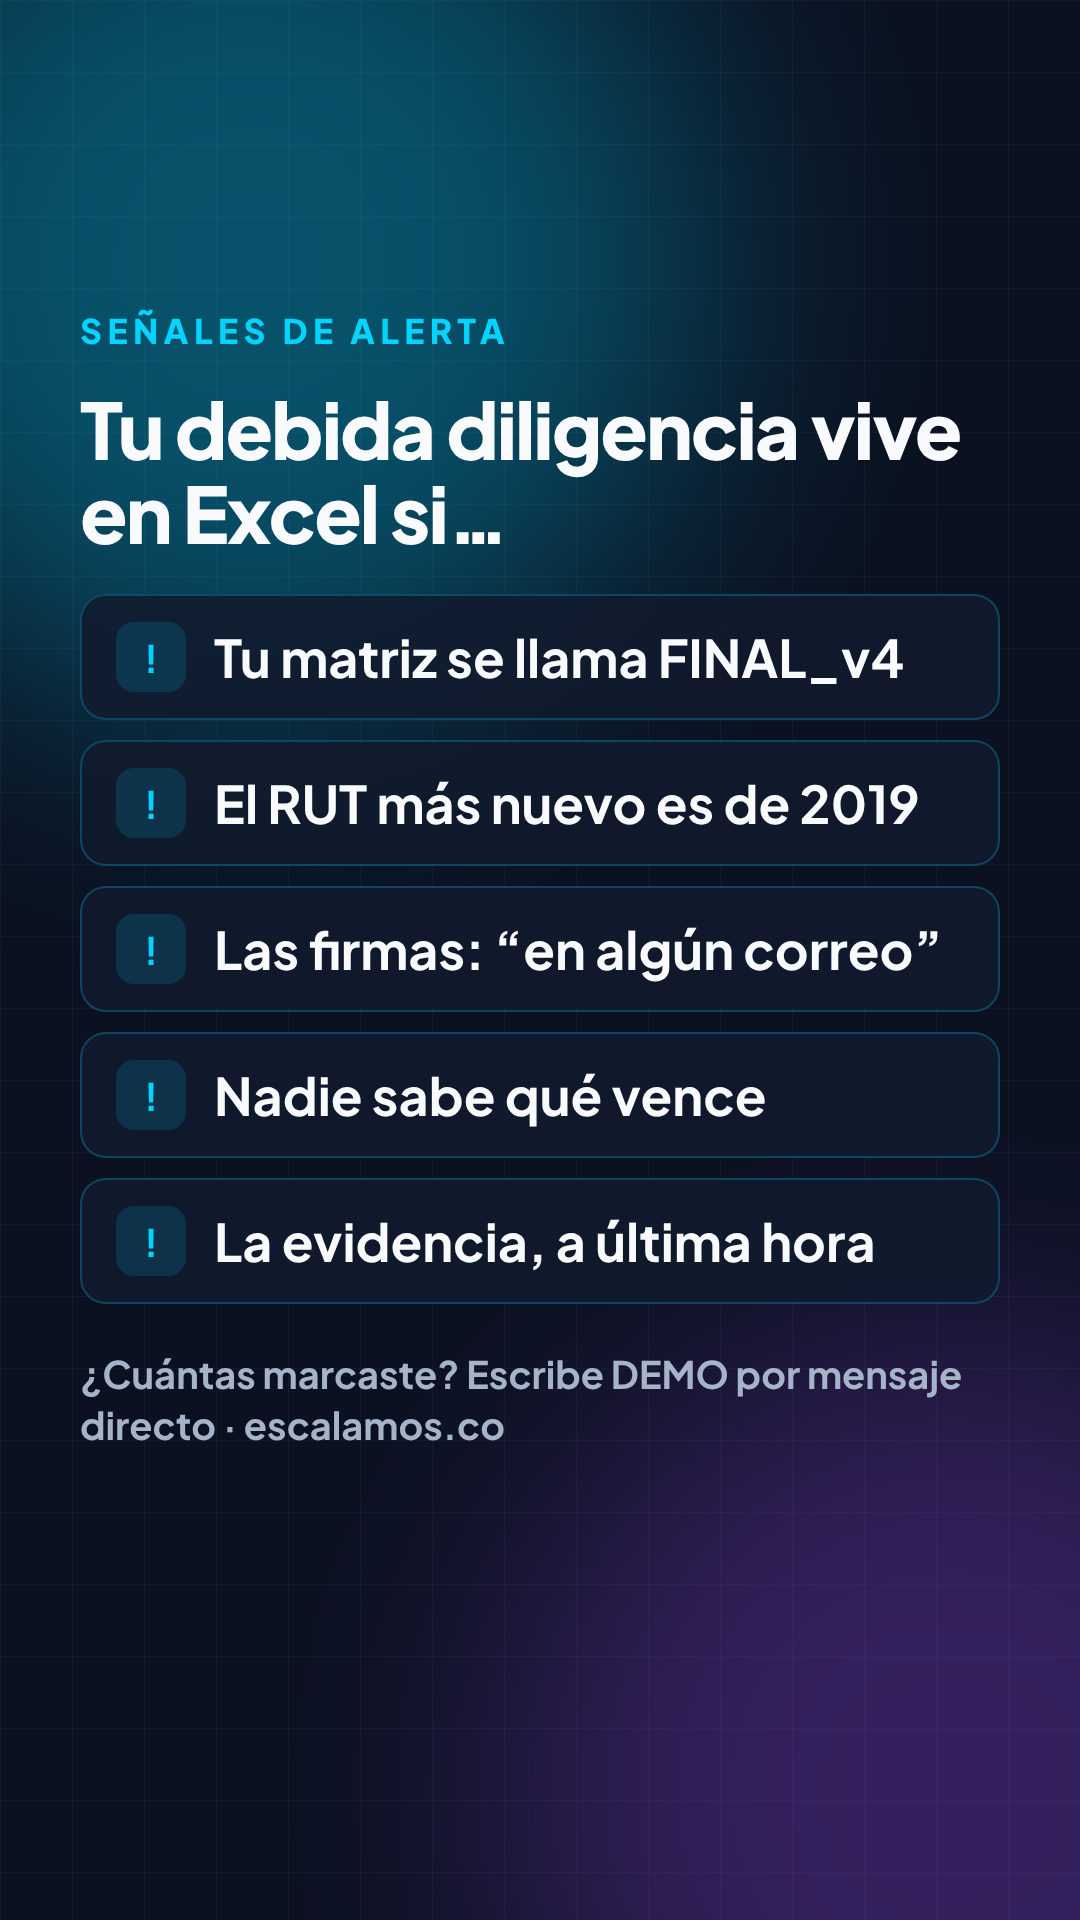 SEÑALES DE ALERTA
Tu debida diligencia vive
en Excel si…
! Tu matriz se llama FINAL_v4
! El RUT más nuevo es de 2019
! Las firmas: “en algún correo”
! Nadie sabe qué vence
! La evidencia, a última hora
¿Cuántas marcaste? Escribe DEMO por mensaje
directo · escalamos.co